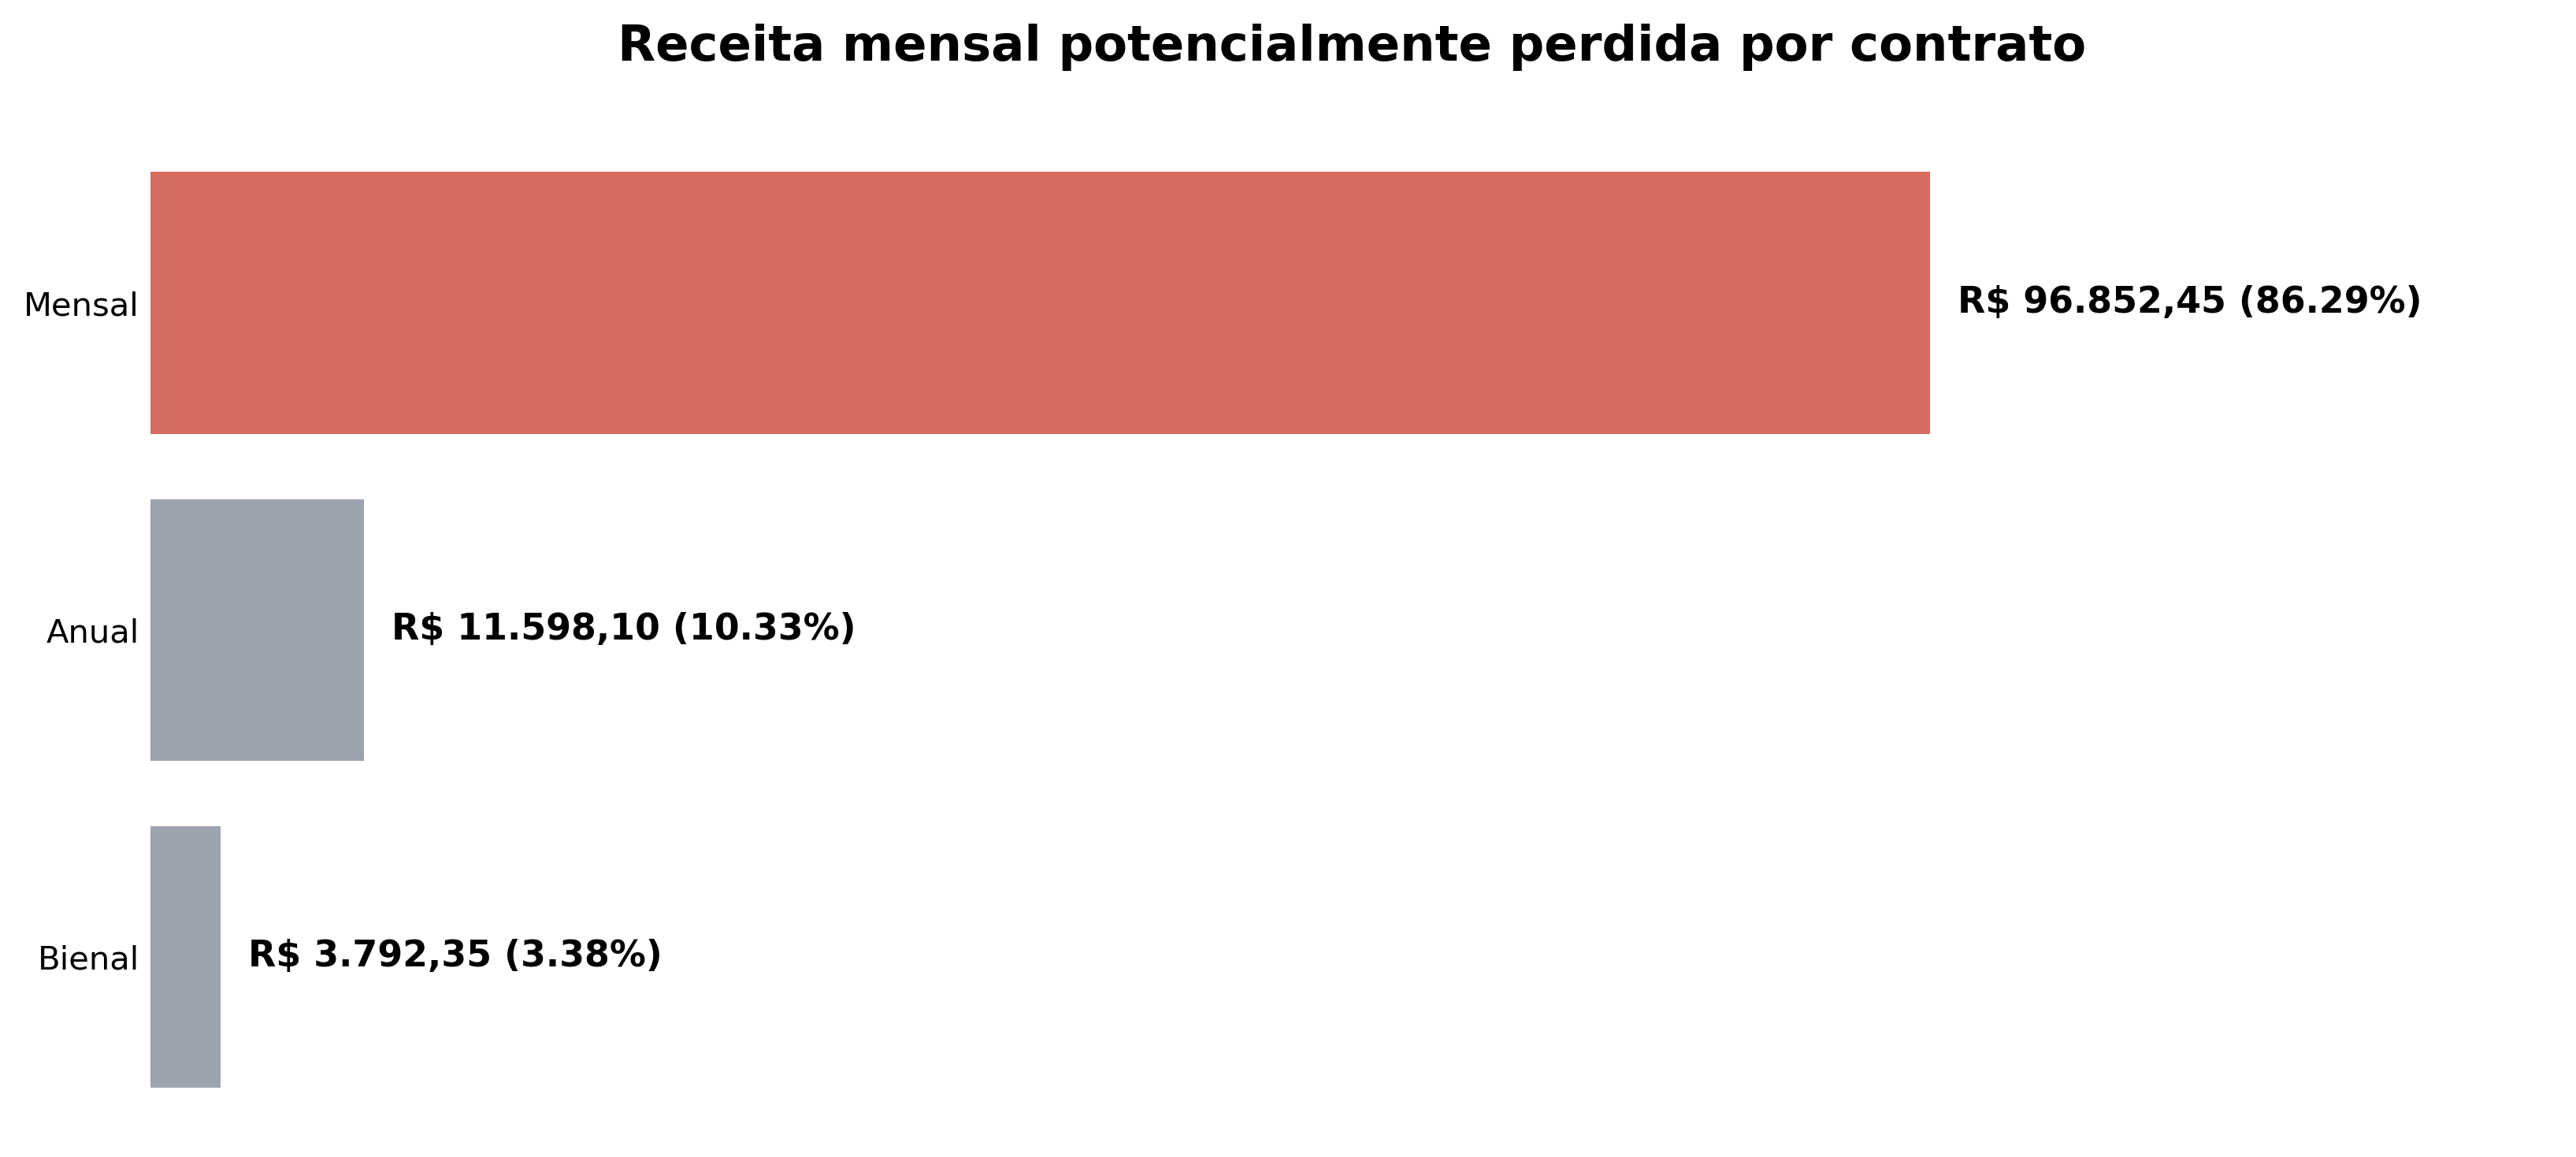 Receita mensal potencialmente perdida por contrato
Mensal R$ 96.852,45 (86.29%)
Anual R$ 11.598,10 (10.33%)
Bienal R$ 3.792,35 (3.38%)